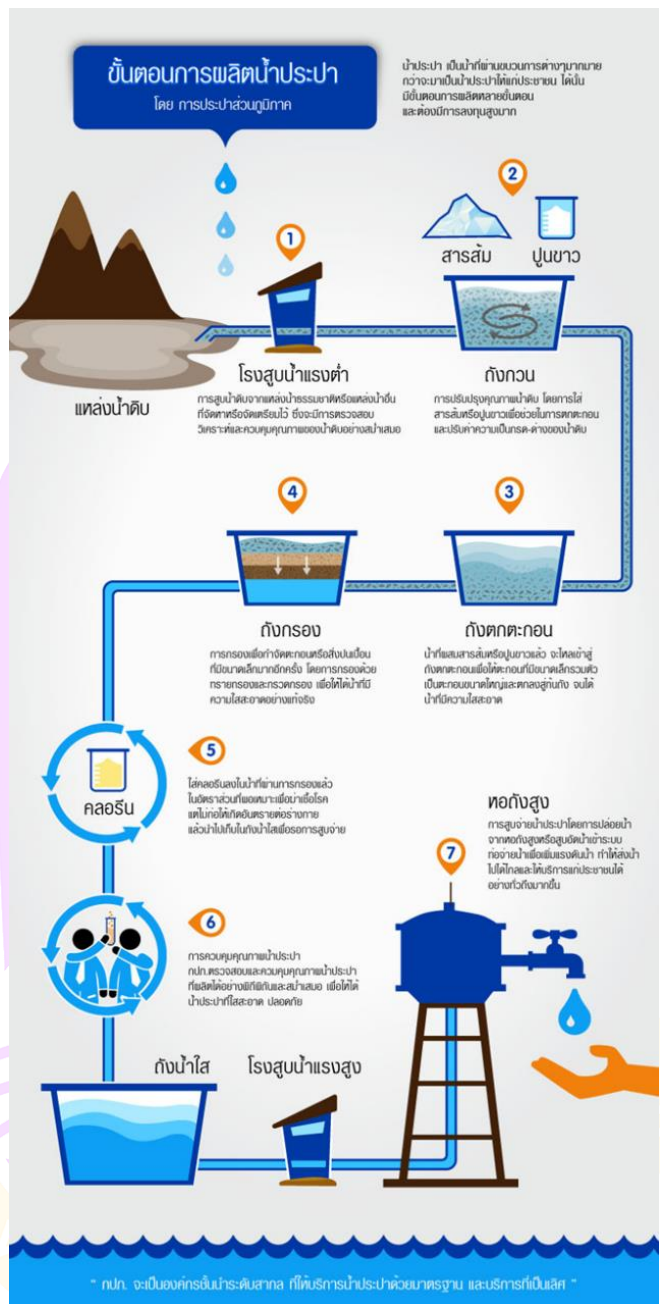 ขั้นตอนการผลิตน้ำประปา
โดย การประปาส่วนภูมิภาค
น้ำประปา เป็นน้ำที่ผ่านขบวนการต่างๆมากมาย
กว่าจะมาเป็นน้ำประปาให้แก่ประชาชน ได้นั้น
มีขั้นตอนการผลิตหลายขั้นตอน
และต้องมีการลงทุนสูงมาก
1
2
สารส้ม
ปูนขาว
แหล่งน้ำดิบ
โรงสูบน้ำแรงต่ำ
การสูบน้ำดิบจากแหล่งน้ำธรรมชาติหรือแหล่งน้ำอื่น
ที่จัดหาหรือจัดเตรียมไว้ ซึ่งจะมีการตรวจสอบ
วิเคราะห์และควบคุมคุณภาพของน้ำดิบอย่างสม่ำเสมอ
ถังกวน
การปรับปรุงคุณภาพน้ำดิบ โดยการใส่
สารส้มหรือปูนขาวเพื่อช่วยในการตกตะกอน
และปรับค่าความเป็นกรด-ด่างของน้ำดิบ
3
ถังตกตะกอน
น้ำที่ผสมสารส้มหรือปูนขาวแล้ว จะไหลเข้าสู่
ถังตกตะกอนเพื่อให้ตะกอนที่มีขนาดเล็กรวมตัว
เป็นตะกอนขนาดใหญ่และตกลงสู่ก้นถัง จนได้
น้ำที่มีความใสสะอาด
4
ถังกรอง
การกรองเพื่อกำจัดตะกอนหรือสิ่งปนเปื้อน
ที่มีขนาดเล็กมากอีกครั้ง โดยการกรองด้วย
ทรายกรองและกรวดกรอง เพื่อให้ได้น้ำที่มี
ความใสสะอาดอย่างแท้จริง
5
คลอรีน
ใส่คลอรีนลงในน้ำที่ผ่านการกรองแล้ว
ในอัตราส่วนที่พอเหมาะเพื่อฆ่าเชื้อโรค
แต่ไม่ก่อให้เกิดอันตรายต่อร่างกาย
แล้วนำไปเก็บในถังน้ำใสเพื่อรอการสูบจ่าย
6
การควบคุมคุณภาพน้ำประปา
กปภ.ตรวจสอบและควบคุมคุณภาพน้ำประปา
ที่ผลิตได้อย่างพิถีพิถันและสม่ำเสมอ เพื่อให้ได้
น้ำประปาที่ใสสะอาด ปลอดภัย
หอถังสูง
7
การสูบจ่ายน้ำประปาโดยการปล่อยน้ำ
จากหอถังสูงหรือสูบอัดน้ำเข้าระบบ
ท่อจ่ายน้ำเพื่อเพิ่มแรงดันน้ำ ทำให้ส่งน้ำ
ไปได้ไกลและให้บริการแก่ประชาชนได้
อย่างทั่วถึงมากขึ้น
ถังน้ำใส
โรงสูบน้ำแรงสูง
" กปภ. จะเป็นองค์กรชั้นนำระดับสากล ที่ให้บริการน้ำประปาด้วยมาตรฐาน และบริการที่เป็นเลิศ "